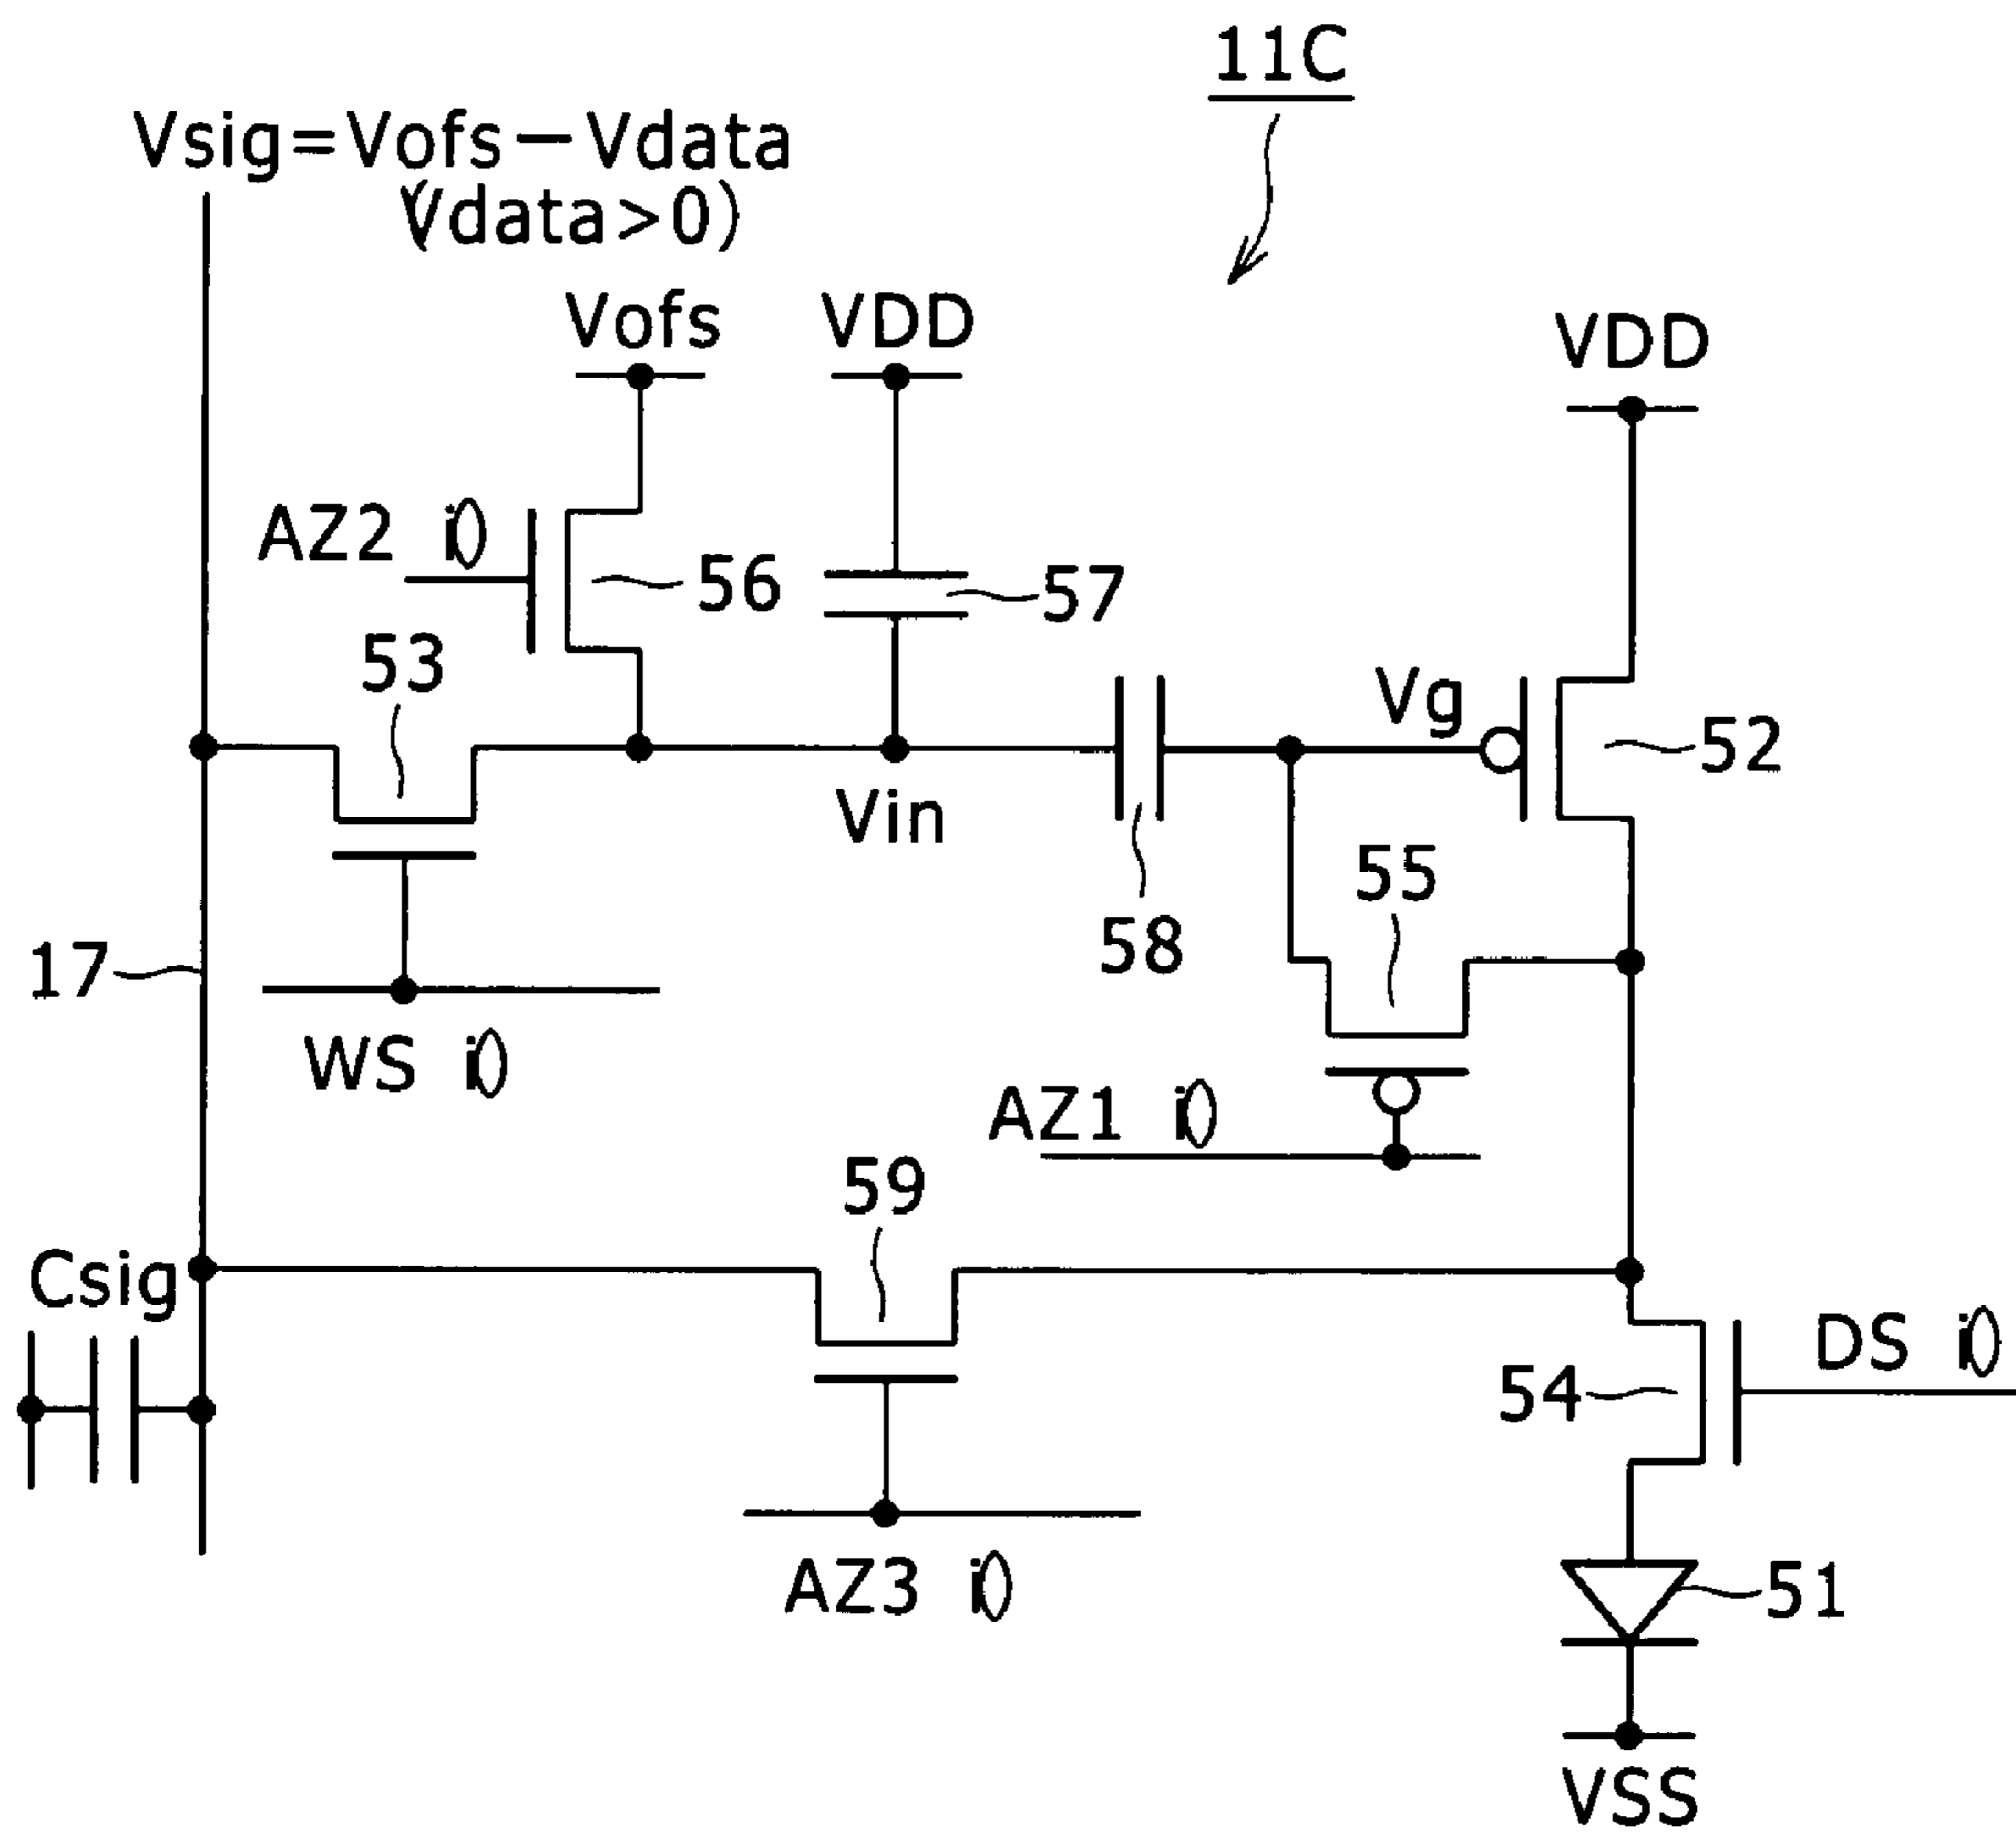 11C
Vsig=Vofs−Vdata
(Vdata>0)
Vofs
VDD
VDD
AZ2 (i)
56
57
53
Vg
52
Vin
55
58
17
WS (i)
AZ1 (i)
59
Csig
DS (i)
54
AZ3 (i)
51
VSS